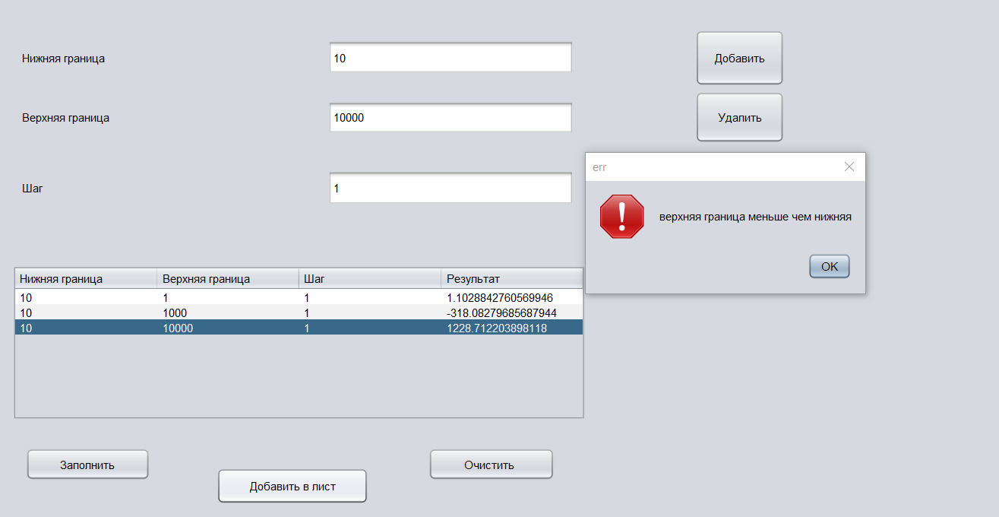 Нижняя граница 10 Добавить
Верхняя граница 10000 Удалить
Шаг 1
err
верхняя граница меньше чем нижняя
OK
Нижняя граница Верхняя граница Шаг Результат
10 1 1 1.1028842760569946
10 1000 1 -318.08279685687944
10 10000 1 1228.712203898118
Заполнить Очистить
Добавить в лист